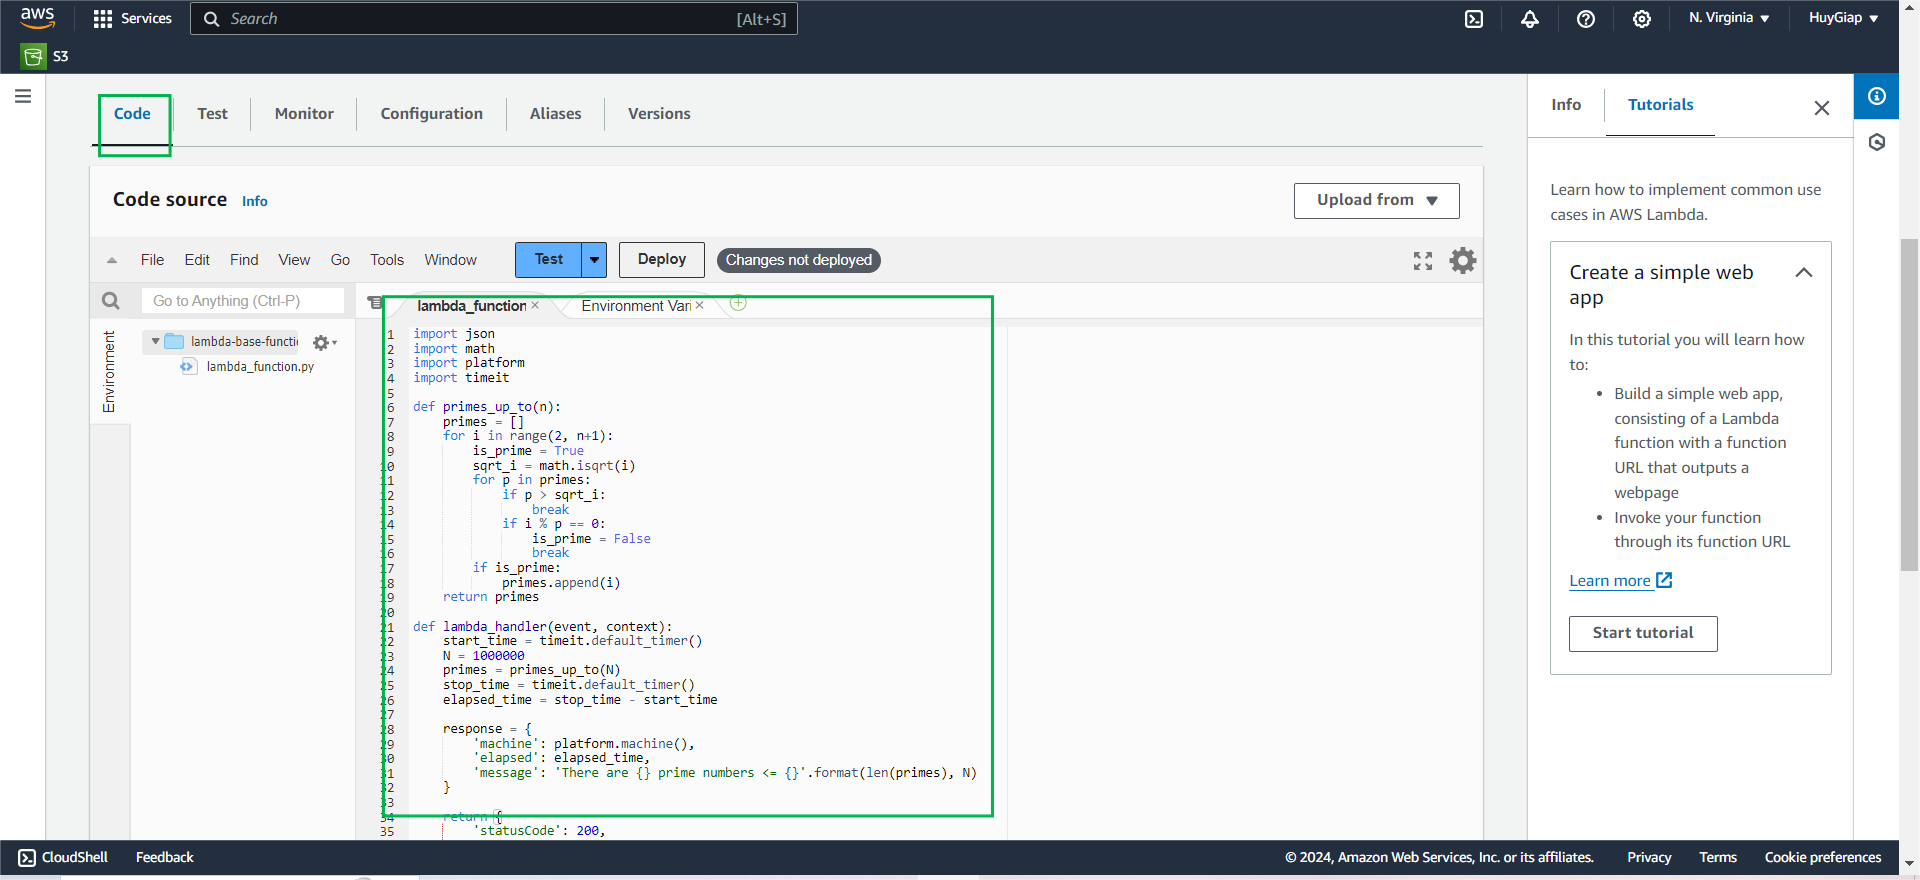 aws
Services
Search
[Alt+S]
N. Virginia
HuyGiap
S3
Code
Test
Monitor
Configuration
Aliases
Versions
Code source
Info
Upload from
File
Edit
Find
View
Go
Tools
Window
Test
Deploy
Changes not deployed
Go to Anything (Ctrl-P)
Environment
lambda-base-functi
lambda_function.py
lambda_function
Environment Vari
1 import json
2 import math
3 import platform
4 import timeit
5
6 def primes_up_to(n):
7     primes = []
8     for i in range(2, n+1):
9         is_prime = True
10         sqrt_i = math.isqrt(i)
11         for p in primes:
12             if p > sqrt_i:
13                 break
14             if i % p == 0:
15                 is_prime = False
16                 break
17         if is_prime:
18             primes.append(i)
19     return primes
20
21 def lambda_handler(event, context):
22     start_time = timeit.default_timer()
23     N = 1000000
24     primes = primes_up_to(N)
25     stop_time = timeit.default_timer()
26     elapsed_time = stop_time - start_time
27
28     response = {
29         'machine': platform.machine(),
30         'elapsed': elapsed_time,
31         'message': 'There are {} prime numbers <= {}'.format(len(primes), N)
32     }
33
34     return {
35         'statusCode': 200,
Info
Tutorials
Learn how to implement common use
cases in AWS Lambda.
Create a simple web
app
In this tutorial you will learn how
to:
• Build a simple web app,
consisting of a Lambda
function with a function
URL that outputs a
webpage
• Invoke your function
through its function URL
Learn more
Start tutorial
CloudShell
Feedback
© 2024, Amazon Web Services, Inc. or its affiliates.
Privacy
Terms
Cookie preferences